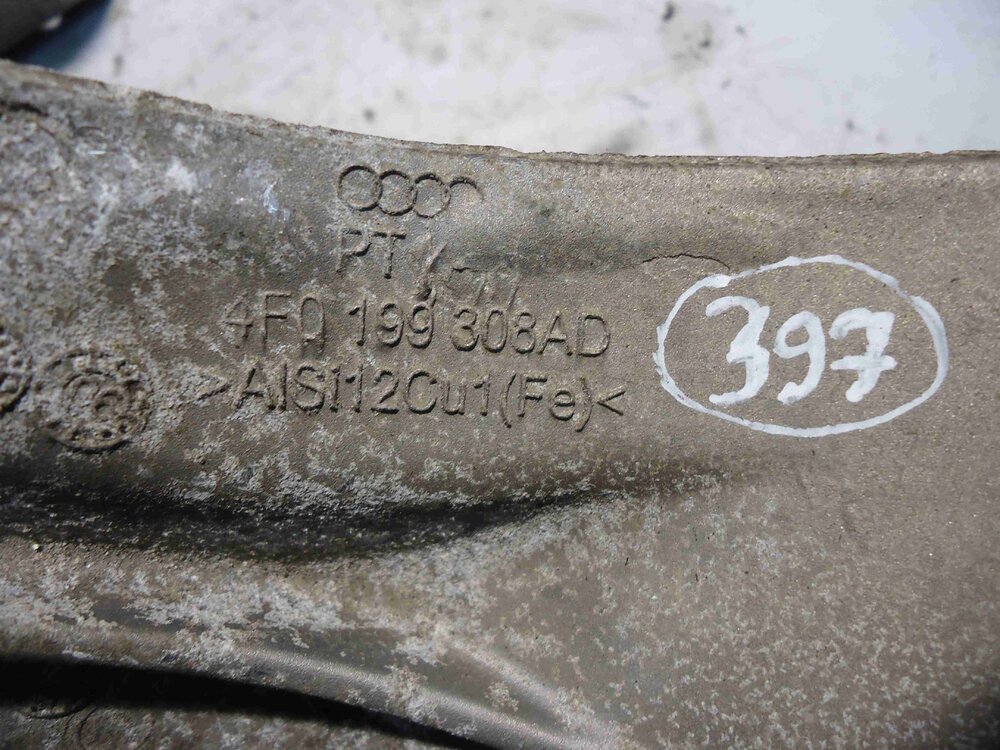 PT
4F0 199 308AD
>AlSi12Cu1(Fe)<
397